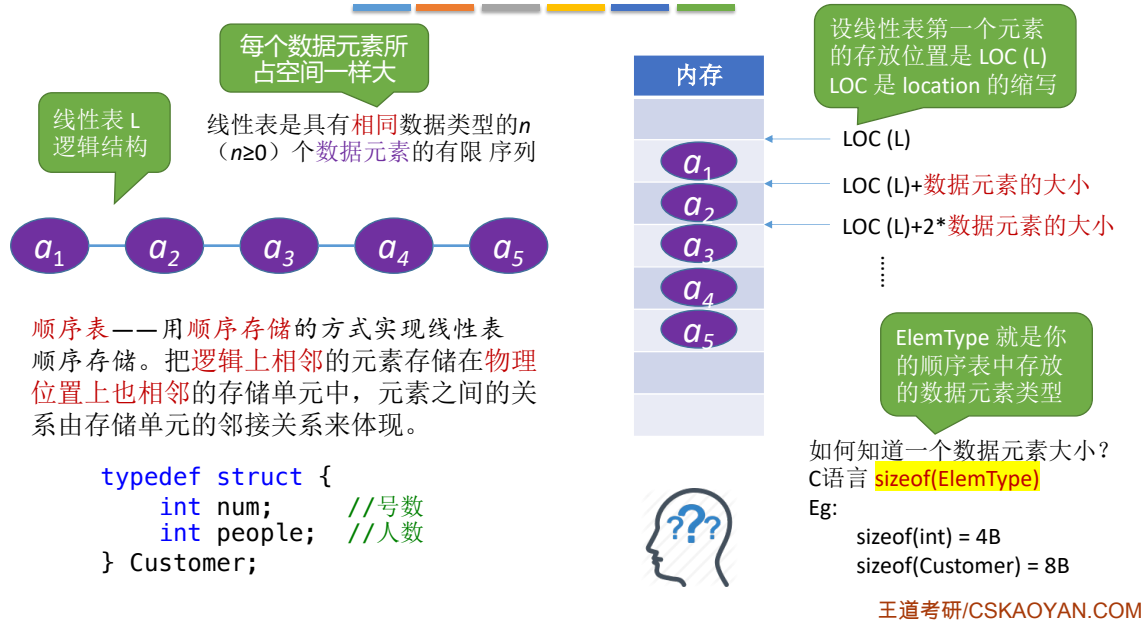 每个数据元素所
占空间一样大
线性表 L
逻辑结构
线性表是具有相同数据类型的n
（n≥0）个数据元素的有限 序列
a1
a2
a3
a4
a5
顺序表——用顺序存储的方式实现线性表
顺序存储。把逻辑上相邻的元素存储在物理
位置上也相邻的存储单元中，元素之间的关
系由存储单元的邻接关系来体现。
typedef struct {
int num; //号数
int people; //人数
} Customer;
内存
a1
a2
a3
a4
a5
设线性表第一个元素
的存放位置是 LOC (L)
LOC 是 location 的缩写
LOC (L)
LOC (L)+数据元素的大小
LOC (L)+2*数据元素的大小
……
ElemType 就是你
的顺序表中存放
的数据元素类型
如何知道一个数据元素大小？
C语言 sizeof(ElemType)
Eg:
sizeof(int) = 4B
sizeof(Customer) = 8B
???
王道考研/CSKAOYAN.COM